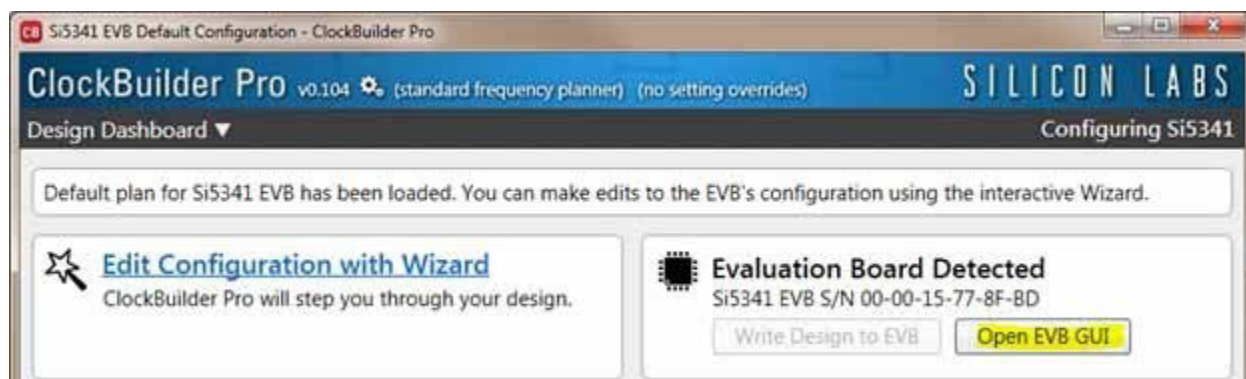 CB Si5341 EVB Default Configuration - ClockBuilder Pro
ClockBuilder Pro v0.104 (standard frequency planner) (no setting overrides) SILICON LABS
Design Dashboard ▼ Configuring Si5341
Default plan for Si5341 EVB has been loaded. You can make edits to the EVB's configuration using the interactive Wizard.
Edit Configuration with Wizard
ClockBuilder Pro will step you through your design.
Evaluation Board Detected
Si5341 EVB S/N 00-00-15-77-8F-BD
Write Design to EVB Open EVB GUI